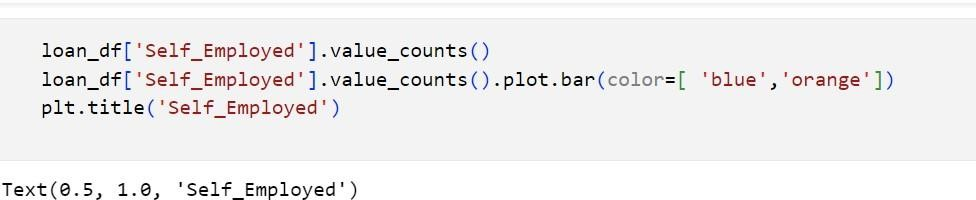 loan_df['Self_Employed'].value_counts()
loan_df['Self_Employed'].value_counts().plot.bar(color=[ 'blue','orange'])
plt.title('Self_Employed')
Text(0.5, 1.0, 'Self_Employed')